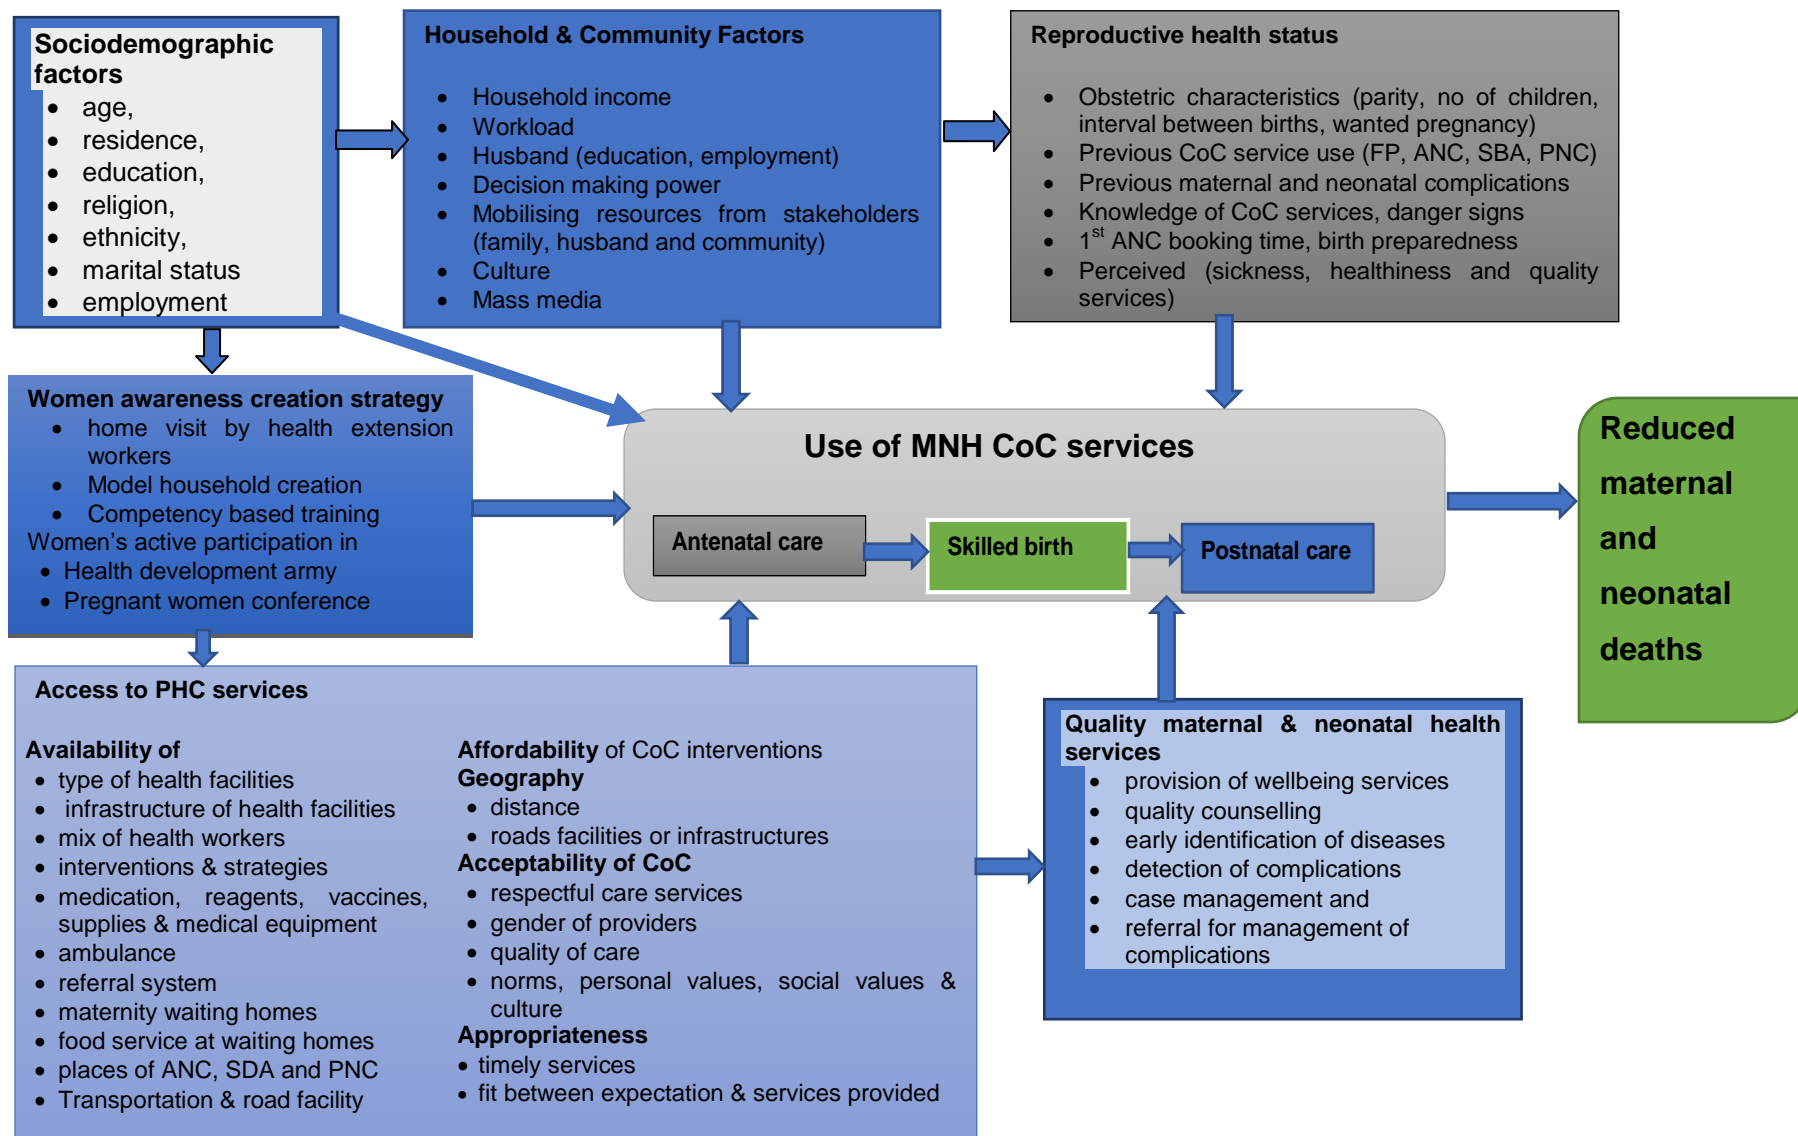 Sociodemographic
factors
• age,
• residence,
• education,
• religion,
• ethnicity,
• marital status
• employment
Household & Community Factors
• Household income
• Workload
• Husband (education, employment)
• Decision making power
• Mobilising resources from stakeholders
(family, husband and community)
• Culture
• Mass media
Reproductive health status
• Obstetric characteristics (parity, no of children,
interval between births, wanted pregnancy)
• Previous CoC service use (FP, ANC, SBA, PNC)
• Previous maternal and neonatal complications
• Knowledge of CoC services, danger signs
• 1st ANC booking time, birth preparedness
• Perceived (sickness, healthiness and quality
services)
Women awareness creation strategy
• home visit by health extension
workers
• Model household creation
• Competency based training
Women's active participation in
• Health development army
• Pregnant women conference
Use of MNH CoC services
Antenatal care
Skilled birth
Postnatal care
Reduced
maternal
and
neonatal
deaths
Access to PHC services
Availability of
• type of health facilities
• infrastructure of health facilities
• mix of health workers
• interventions & strategies
• medication, reagents, vaccines,
supplies & medical equipment
• ambulance
• referral system
• maternity waiting homes
• food service at waiting homes
• places of ANC, SDA and PNC
• Transportation & road facility
Affordability of CoC interventions
Geography
• distance
• roads facilities or infrastructures
Acceptability of CoC
• respectful care services
• gender of providers
• quality of care
• norms, personal values, social values &
culture
Appropriateness
• timely services
• fit between expectation & services provided
Quality maternal & neonatal health
services
• provision of wellbeing services
• quality counselling
• early identification of diseases
• detection of complications
• case management and
• referral for management of
complications